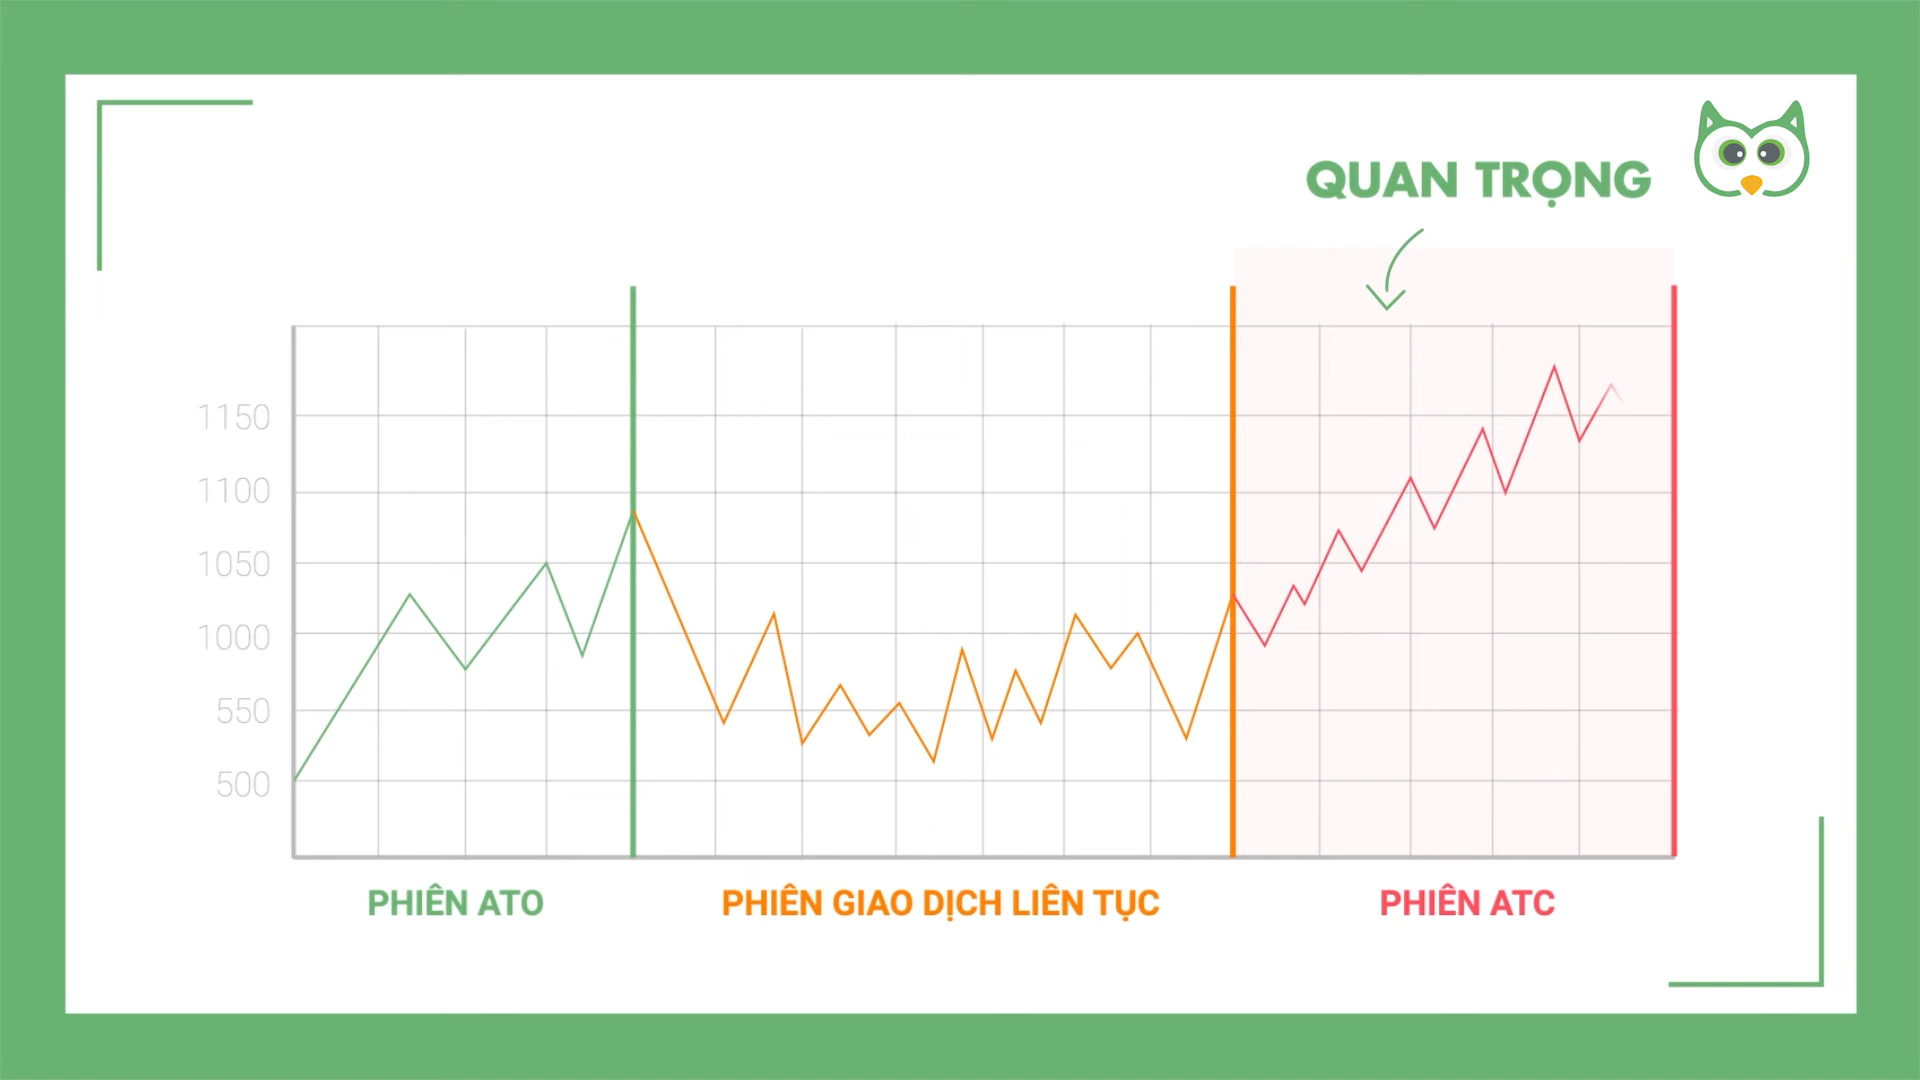 QUAN TRỌNG
1150
1100
1050
1000
550
500
PHIÊN ATO
PHIÊN GIAO DỊCH LIÊN TỤC
PHIÊN ATC